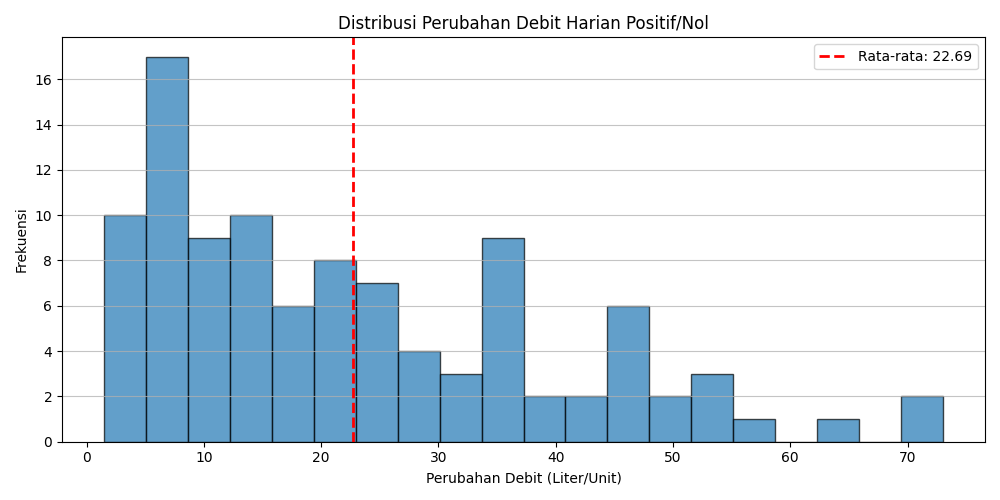 Distribusi Perubahan Debit Harian Positif/Nol
Rata-rata: 22.69
Frekuensi
16
14
12
10
8
6
4
2
0
0 10 20 30 40 50 60 70
Perubahan Debit (Liter/Unit)